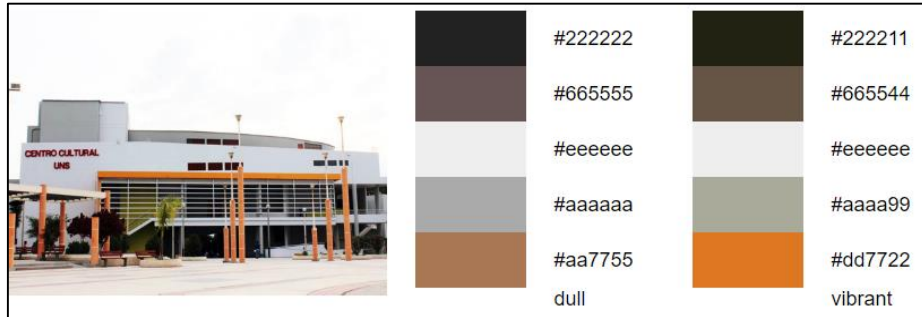 CENTRO CULTURAL
UNS
#222222
#665555
#eeeeee
#aaaaaa
#aa7755
dull
#222211
#665544
#eeeeee
#aaaa99
#dd7722
vibrant